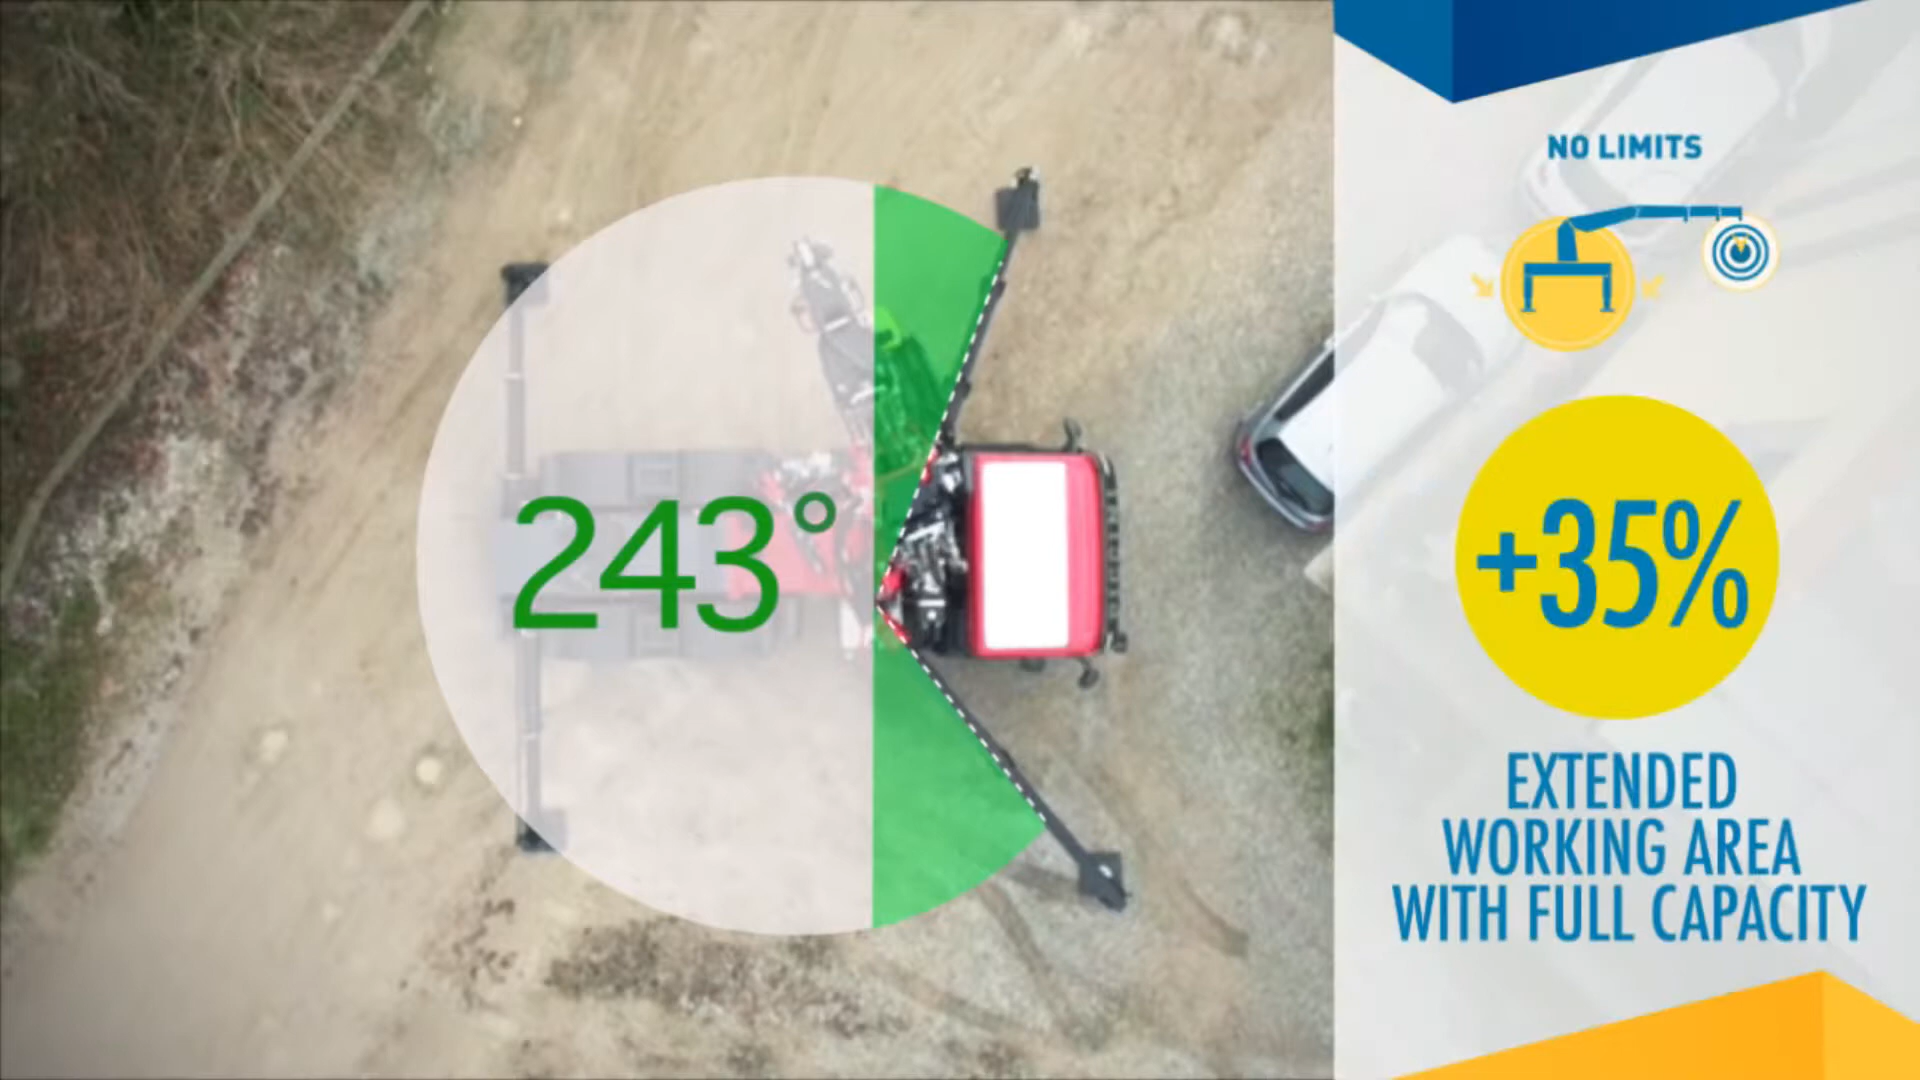 243°
NO LIMITS
+35%
EXTENDED
WORKING AREA
WITH FULL CAPACITY